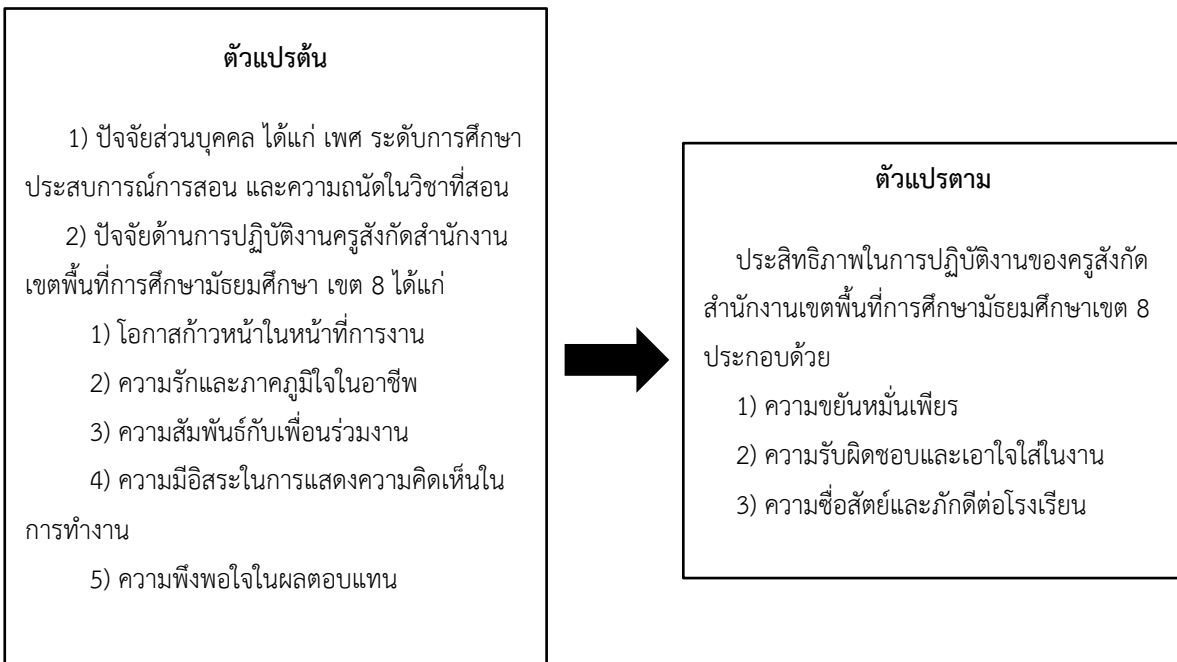 ตัวแปรต้น
1) ปัจจัยส่วนบุคคล ได้แก่ เพศ ระดับการศึกษา
ประสบการณ์การสอน และความถนัดในวิชาที่สอน
2) ปัจจัยด้านการปฏิบัติงานครูสังกัดสำนักงาน
เขตพื้นที่การศึกษามัธยมศึกษา เขต 8 ได้แก่
1) โอกาสก้าวหน้าในหน้าที่การงาน
2) ความรักและภาคภูมิใจในอาชีพ
3) ความสัมพันธ์กับเพื่อนร่วมงาน
4) ความมีอิสระในการแสดงความคิดเห็นใน
การทำงาน
5) ความพึงพอใจในผลตอบแทน
ตัวแปรตาม
ประสิทธิภาพในการปฏิบัติงานของครูสังกัด
สำนักงานเขตพื้นที่การศึกษามัธยมศึกษาเขต 8
ประกอบด้วย
1) ความขยันหมั่นเพียร
2) ความรับผิดชอบและเอาใจใส่ในงาน
3) ความซื่อสัตย์และภักดีต่อโรงเรียน